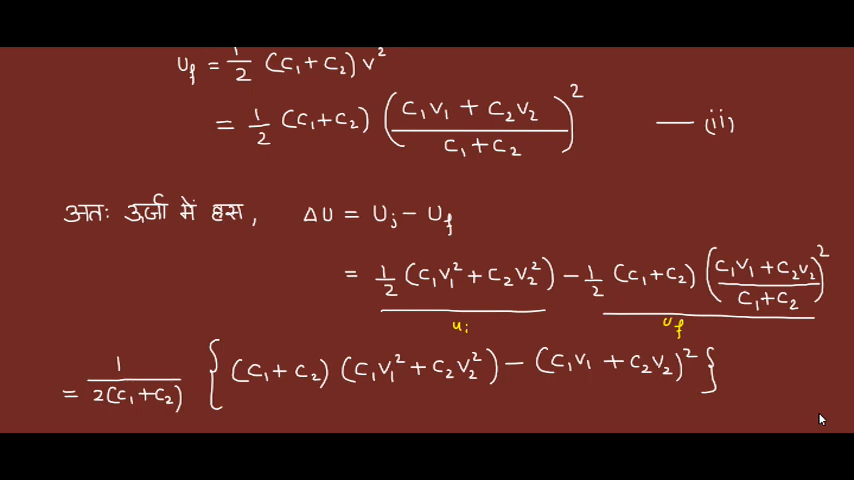 U_f = 1/2 (C₁+C₂) V²
= 1/2 (C₁+C₂) ((C₁V₁ + C₂V₂)/(C₁+C₂))² — (ii)
अतः ऊर्जा में ह्रास, ΔU = U_i − U_f
= 1/2 (C₁V₁² + C₂V₂²) − 1/2 (C₁+C₂) ((C₁V₁+C₂V₂)/(C₁+C₂))²
u_i u_f
= 1/(2(C₁+C₂)) {(C₁+C₂) (C₁V₁² + C₂V₂²) − (C₁V₁ + C₂V₂)²}